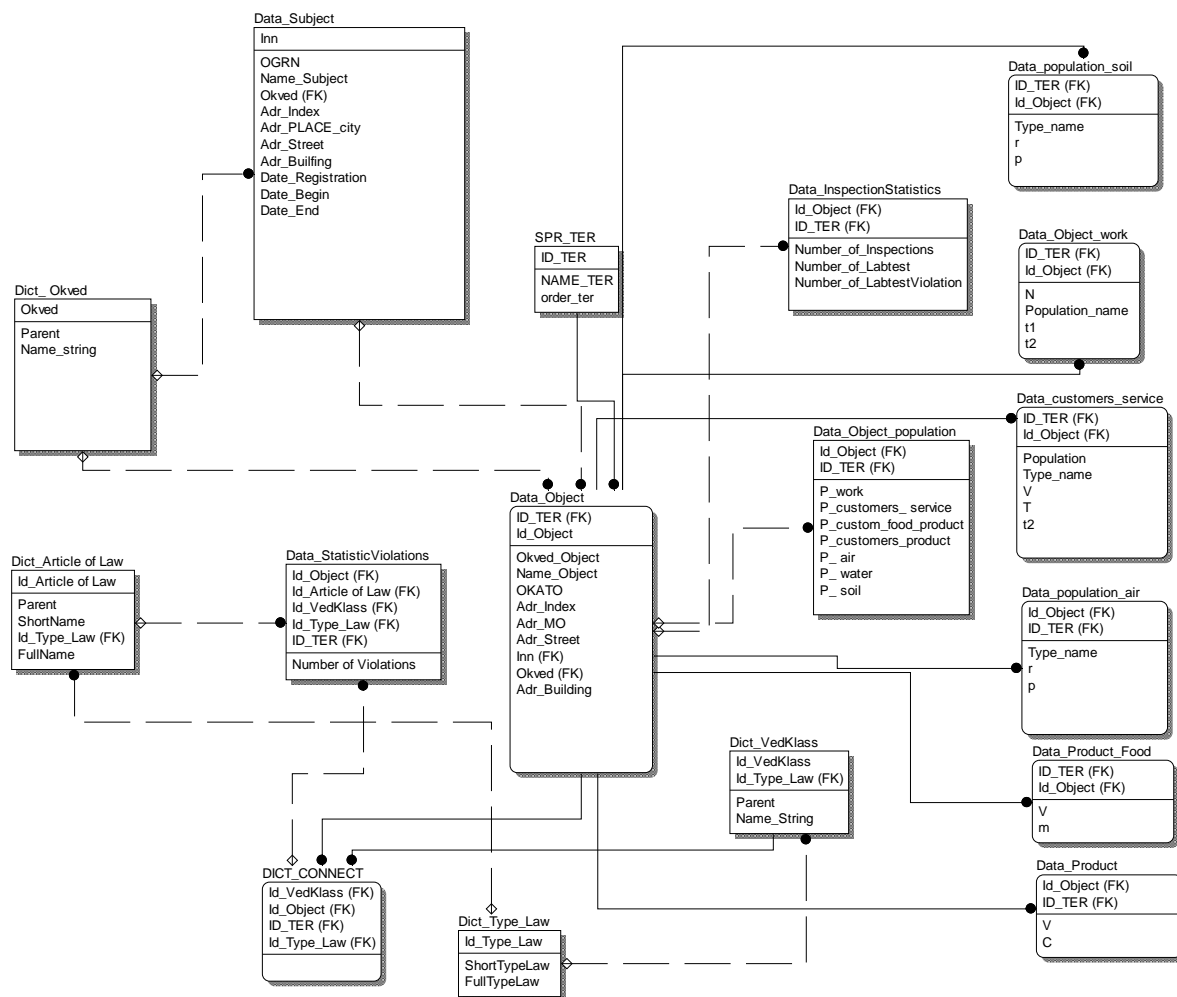 Data_Subject
Inn
OGRN
Name_Subject
Okved (FK)
Adr_Index
Adr_PLACE_city
Adr_Street
Adr_Builfing
Date_Registration
Date_Begin
Date_End
Data_population_soil
ID_TER (FK)
Id_Object (FK)
Type_name
r
p
Data_InspectionStatistics
Id_Object (FK)
ID_TER (FK)
Number_of_Inspections
Number_of_Labtest
Number_of_LabtestViolation
SPR_TER
ID_TER
NAME_TER
order_ter
Data_Object_work
ID_TER (FK)
Id_Object (FK)
N
Population_name
t1
t2
Dict_ Okved
Okved
Parent
Name_string
Data_customers_service
ID_TER (FK)
Id_Object (FK)
Population
Type_name
V
T
t2
Data_Object_population
Id_Object (FK)
ID_TER (FK)
P_work
P_customers_ service
P_custom_food_product
P_customers_product
P_ air
P_ water
P_ soil
Data_Object
ID_TER (FK)
Id_Object
Okved_Object
Name_Object
OKATO
Adr_Index
Adr_MO
Adr_Street
Inn (FK)
Okved (FK)
Adr_Building
Dict_Article of Law
Id_Article of Law
Parent
ShortName
Id_Type_Law (FK)
FullName
Data_StatisticViolations
Id_Object (FK)
Id_Article of Law (FK)
Id_VedKlass (FK)
Id_Type_Law (FK)
ID_TER (FK)
Number of Violations
Data_population_air
Id_Object (FK)
ID_TER (FK)
Type_name
r
p
Dict_VedKlass
Id_VedKlass
Id_Type_Law (FK)
Parent
Name_String
Data_Product_Food
ID_TER (FK)
Id_Object (FK)
V
m
DICT_CONNECT
Id_VedKlass (FK)
Id_Object (FK)
ID_TER (FK)
Id_Type_Law (FK)
Dict_Type_Law
Id_Type_Law
ShortTypeLaw
FullTypeLaw
Data_Product
Id_Object (FK)
ID_TER (FK)
V
C